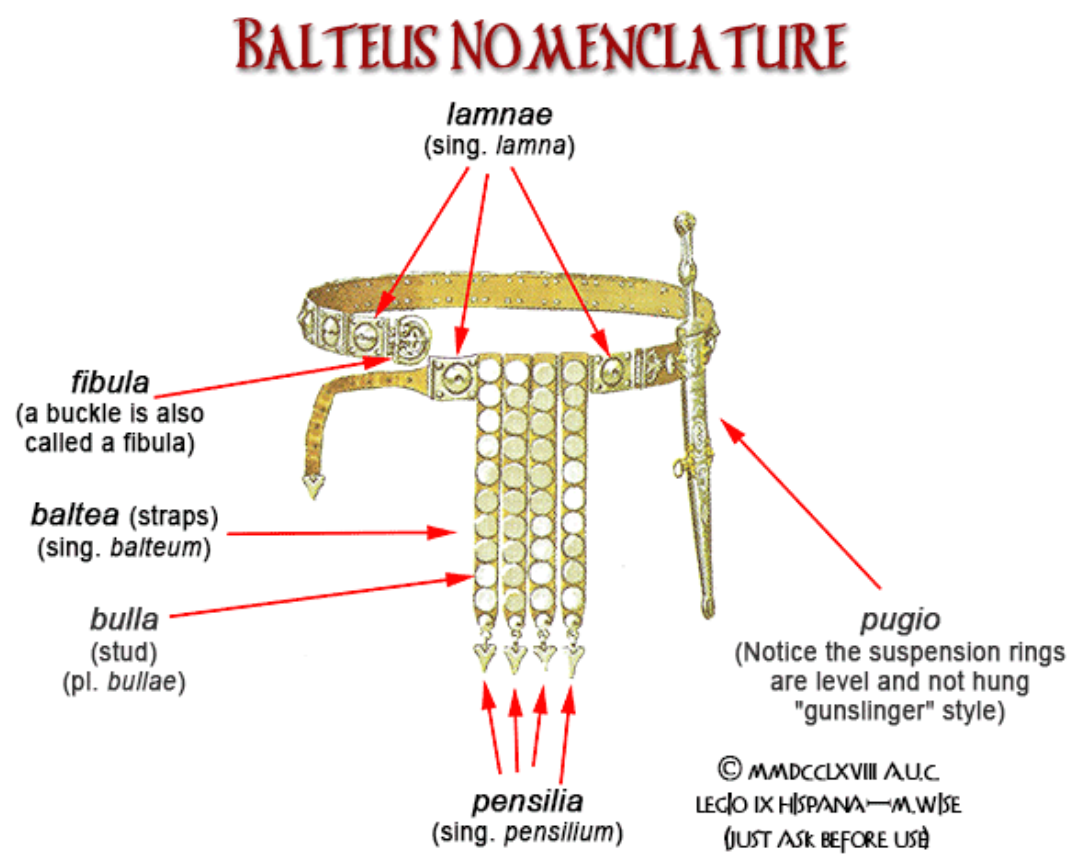 BALTEUS NOMENCLATURE
lamnae
(sing. lamna)
fibula
(a buckle is also
called a fibula)
baltea (straps)
(sing. balteum)
bulla
(stud)
(pl. bullae)
pugio
(Notice the suspension rings
are level and not hung
"gunslinger" style)
pensilia
(sing. pensilium)
© MMDCCLXVIII A.U.C.
LEGIO IX HISPANA—M.WISE
(JUST ASK BEFORE USE)